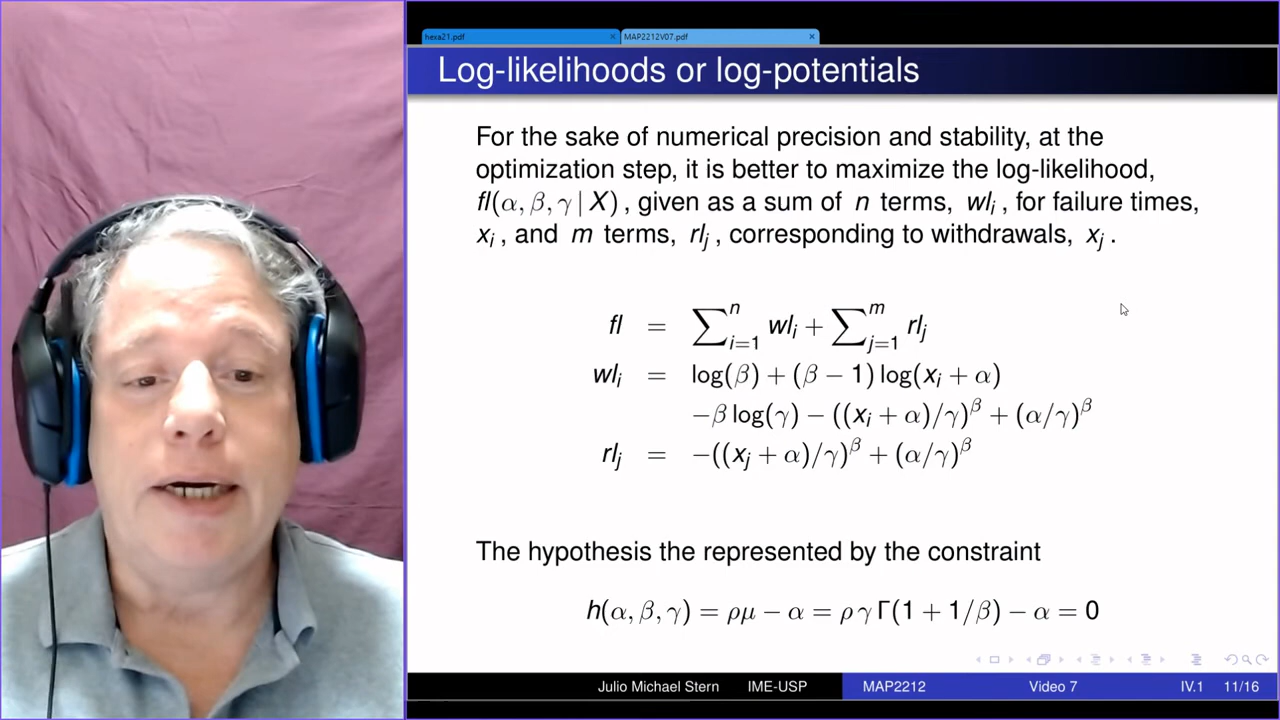 hexa21.pdf × MAP2212V07.pdf ×
Log-likelihoods or log-potentials
For the sake of numerical precision and stability, at the
optimization step, it is better to maximize the log-likelihood,
fl(α, β, γ | X) , given as a sum of n terms, wl_i , for failure times,
x_i , and m terms, rl_j , corresponding to withdrawals, x_j .
fl = ∑_{i=1}^{n} wl_i + ∑_{j=1}^{m} rl_j
wl_i = log(β) + (β − 1) log(x_i + α)
−β log(γ) − ((x_i + α)/γ)^β + (α/γ)^β
rl_j = −((x_j + α)/γ)^β + (α/γ)^β
The hypothesis the represented by the constraint
h(α, β, γ) = ρμ − α = ρ γ Γ(1 + 1/β) − α = 0
Julio Michael Stern IME-USP MAP2212 Video 7 IV.1 11/16